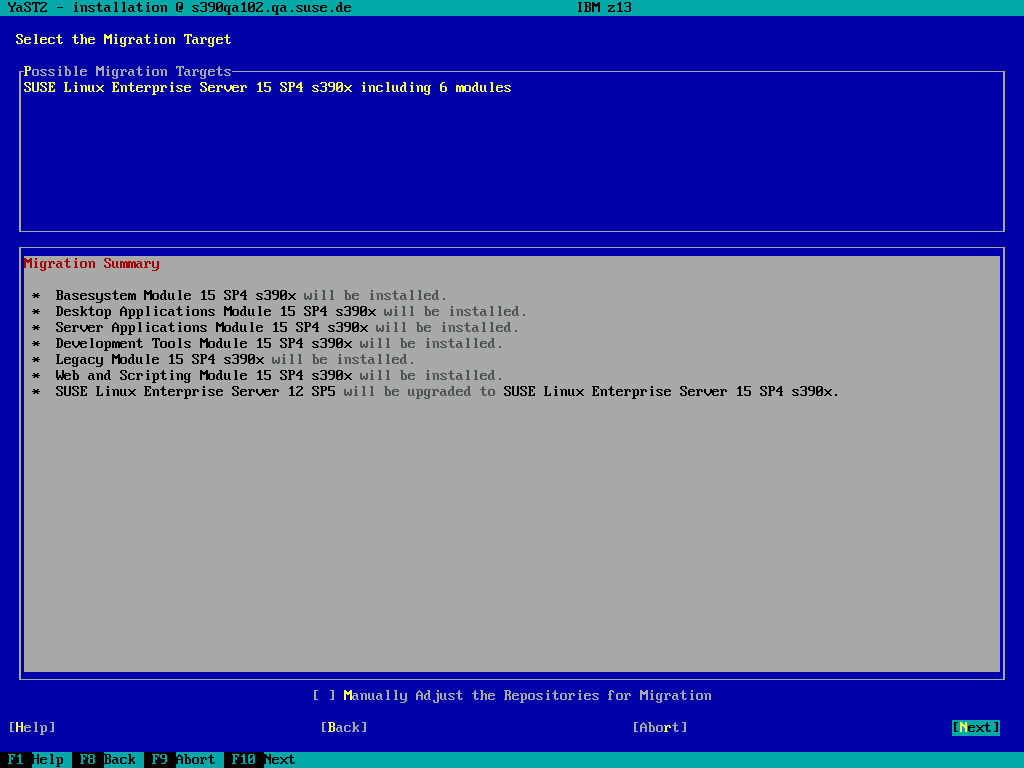 YaST2 - installation @ s390qa102.qa.suse.de IBM z13
Select the Migration Target
Possible Migration Targets
SUSE Linux Enterprise Server 15 SP4 s390x including 6 modules
Migration Summary
* Basesystem Module 15 SP4 s390x will be installed.
* Desktop Applications Module 15 SP4 s390x will be installed.
* Server Applications Module 15 SP4 s390x will be installed.
* Development Tools Module 15 SP4 s390x will be installed.
* Legacy Module 15 SP4 s390x will be installed.
* Web and Scripting Module 15 SP4 s390x will be installed.
* SUSE Linux Enterprise Server 12 SP5 will be upgraded to SUSE Linux Enterprise Server 15 SP4 s390x.
[ ] Manually Adjust the Repositories for Migration
[Help] [Back] [Abort] [Next]
F1 Help F8 Back F9 Abort F10 Next